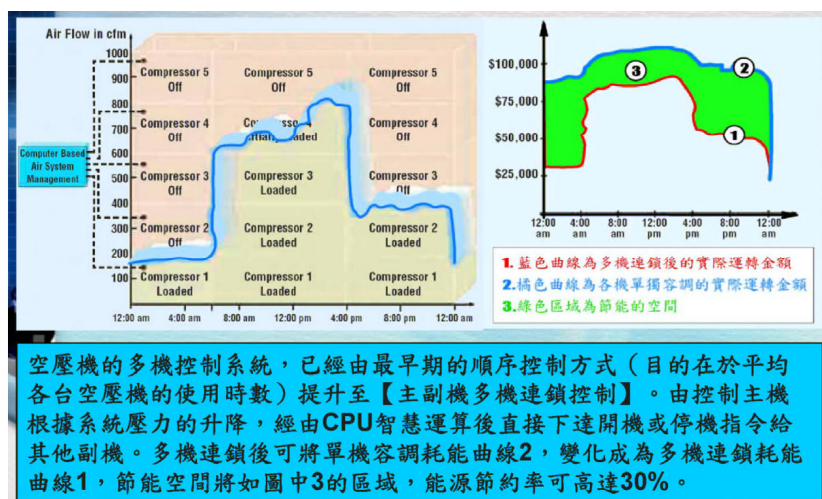 Air Flow in cfm
1000
900
800
700
600
500
400
300
200
100
Computer Based
Air System
Management
Compressor 5
Off
Compressor 5
Off
Compressor 5
Off
Compressor 4
Off
Loaded
Compressor 4
Off
Compressor 3
Off
Compressor 3
Loaded
Compressor 3
Off
Compressor 2
Off
Compressor 2
Loaded
Compressor 2
Loaded
Compressor 1
Loaded
Compressor 1
Loaded
Compressor 1
Loaded
12:00 am 4:00 am 8:00 am 12:00 pm 4:00 pm 8:00 am 12:00 am
$100,000
$75,000
$50,000
$25,000
3
2
1
12:00 4:00 8:00 12:00 4:00 8:00 12:00
am am am pm pm pm am
1.藍色曲線為多機連鎖後的實際運轉金額
2.橘色曲線為各機單獨容調的實際運轉金額
3.綠色區域為節能的空間
空壓機的多機控制系統，已經由最早期的順序控制方式（目的在於平均
各台空壓機的使用時數）提升至【主副機多機連鎖控制】。由控制主機
根據系統壓力的升降，經由CPU智慧運算後直接下達開機或停機指令給
其他副機。多機連鎖後可將單機容調耗能曲線2，變化成為多機連鎖耗能
曲線1，節能空間將如圖中3的區域，能源節約率可高達30%。